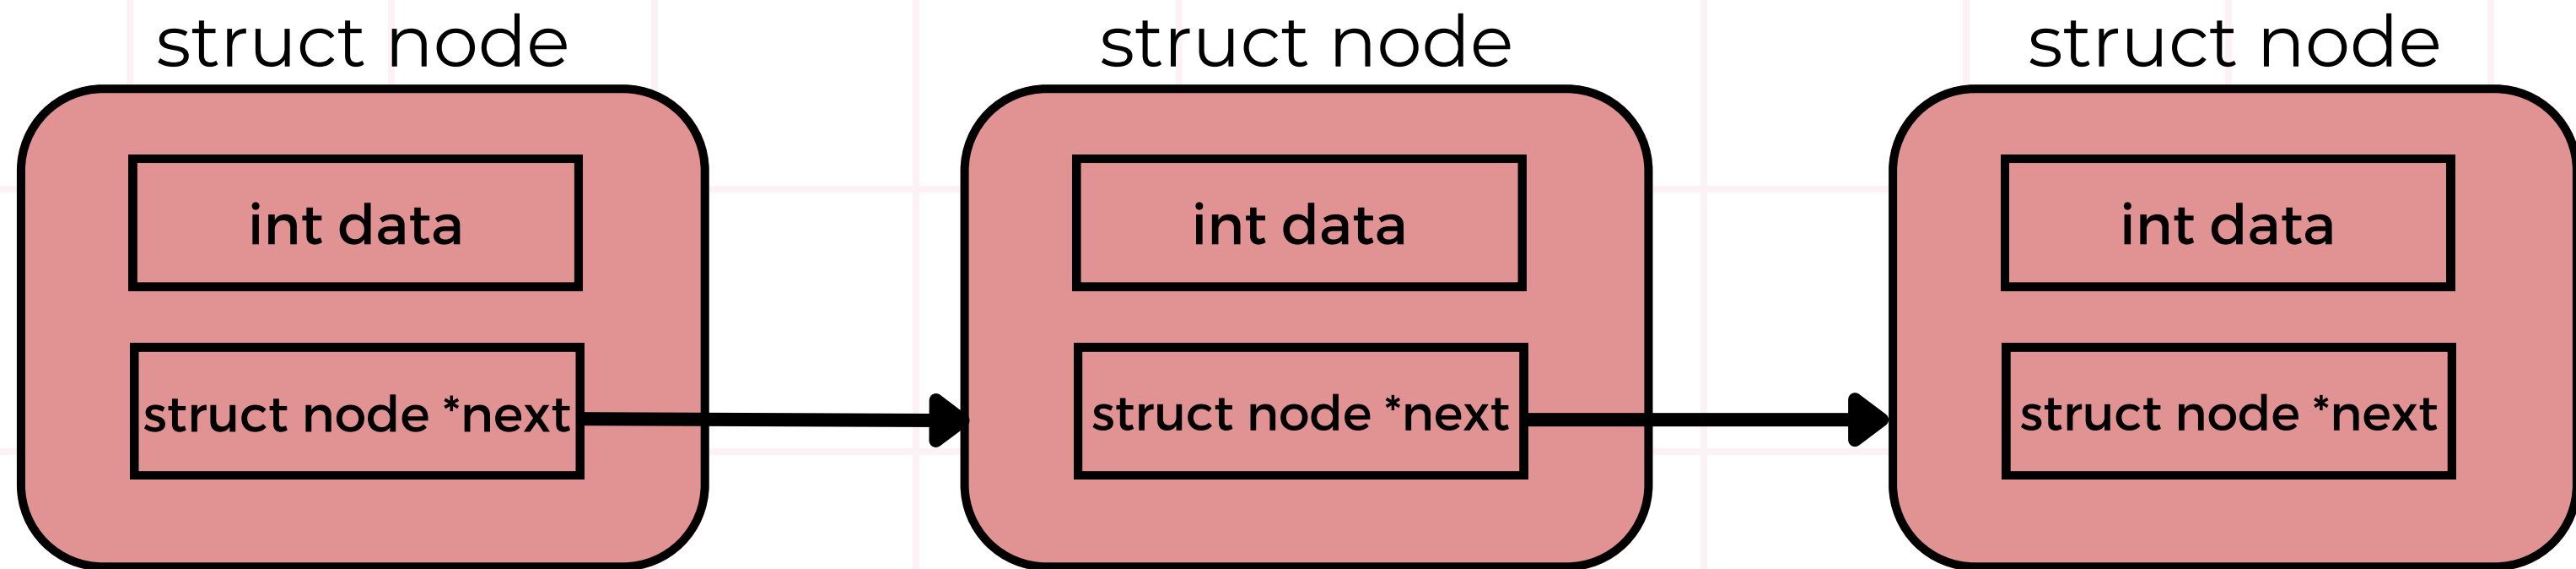 struct node
struct node
struct node
int data
int data
int data
struct node *next
struct node *next
struct node *next